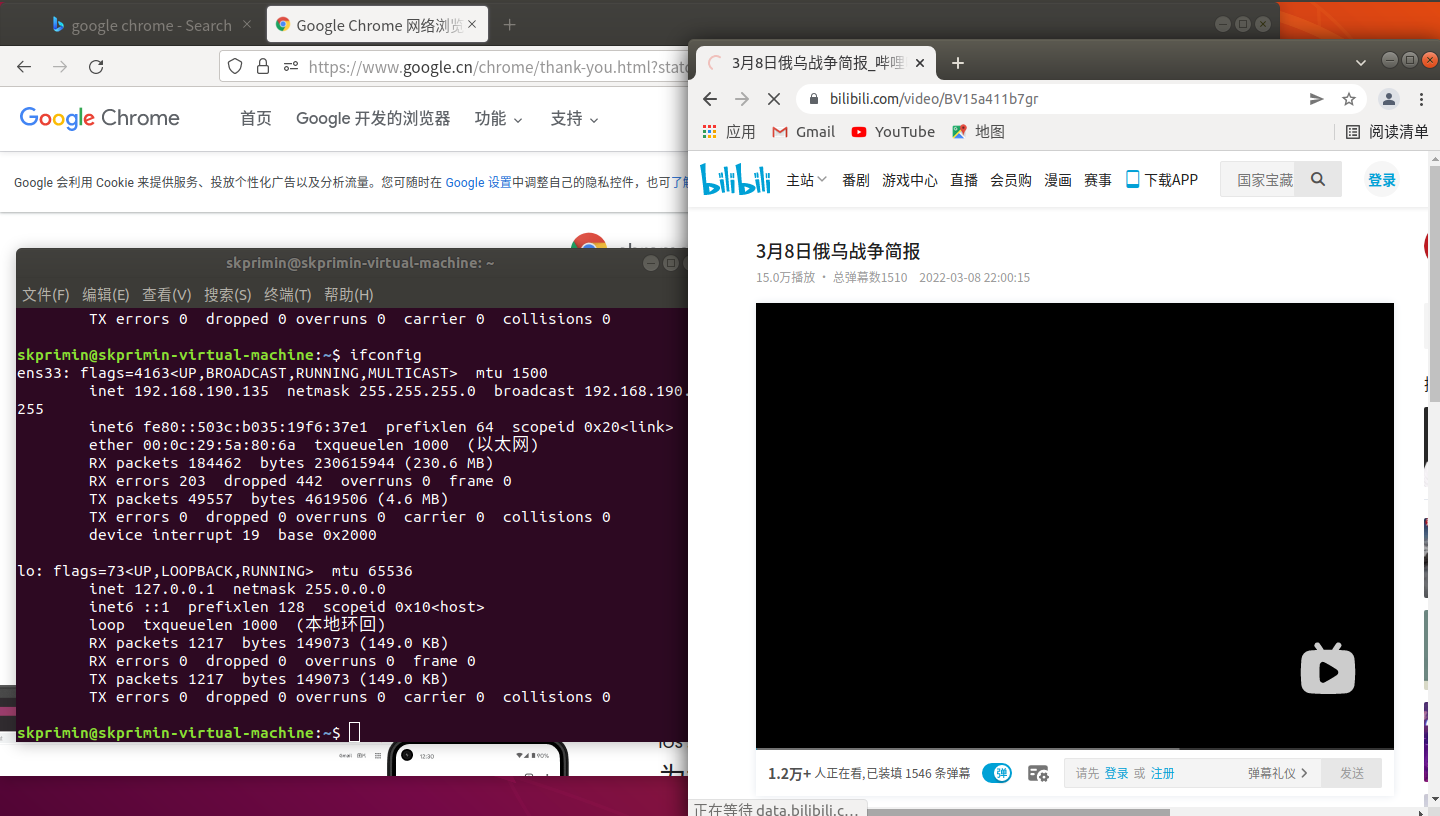 google chrome - Search
Google Chrome 网络浏览
https://www.google.cn/chrome/thank-you.html?statc
Google Chrome
首页
Google 开发的浏览器
功能
支持
Google 会利用 Cookie 来提供服务、投放个性化广告以及分析流量。您可随时在 Google 设置中调整自己的隐私控件，也可了解
skprimin@skprimin-virtual-machine: ~
文件(F) 编辑(E) 查看(V) 搜索(S) 终端(T) 帮助(H)
TX errors 0  dropped 0 overruns 0  carrier 0  collisions 0
skprimin@skprimin-virtual-machine:~$ ifconfig
ens33: flags=4163<UP,BROADCAST,RUNNING,MULTICAST>  mtu 1500
inet 192.168.190.135  netmask 255.255.255.0  broadcast 192.168.190.
255
inet6 fe80::503c:b035:19f6:37e1  prefixlen 64  scopeid 0x20<link>
ether 00:0c:29:5a:80:6a  txqueuelen 1000  (以太网)
RX packets 184462  bytes 230615944 (230.6 MB)
RX errors 203  dropped 442  overruns 0  frame 0
TX packets 49557  bytes 4619506 (4.6 MB)
TX errors 0  dropped 0 overruns 0  carrier 0  collisions 0
device interrupt 19  base 0x2000
lo: flags=73<UP,LOOPBACK,RUNNING>  mtu 65536
inet 127.0.0.1  netmask 255.0.0.0
inet6 ::1  prefixlen 128  scopeid 0x10<host>
loop  txqueuelen 1000  (本地环回)
RX packets 1217  bytes 149073 (149.0 KB)
RX errors 0  dropped 0  overruns 0  frame 0
TX packets 1217  bytes 149073 (149.0 KB)
TX errors 0  dropped 0 overruns 0  carrier 0  collisions 0
skprimin@skprimin-virtual-machine:~$
Gmail 图片
12:30
90%
3月8日俄乌战争简报_哔哩
bilibili.com/video/BV15a411b7gr
应用
Gmail
YouTube
地图
阅读清单
bilibili
主站
番剧
游戏中心
直播
会员购
漫画
赛事
下载APP
国家宝藏
登录
3月8日俄乌战争简报
15.0万播放 · 总弹幕数1510 2022-03-08 22:00:15
1.2万+ 人正在看,已装填 1546 条弹幕
弹
请先 登录 或 注册
弹幕礼仪
发送
正在等待 data.bilibili.c…